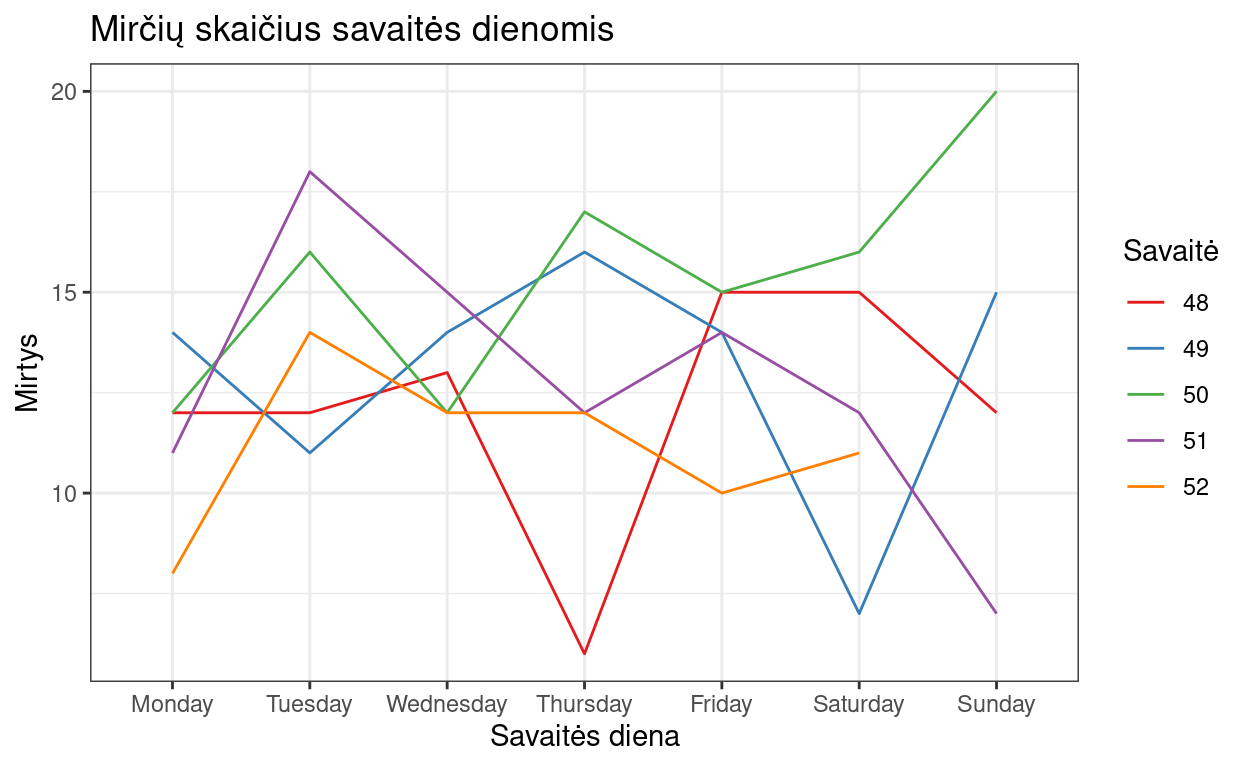 Mirčių skaičius savaitės dienomis
Mirtys
20
15
10
Monday Tuesday Wednesday Thursday Friday Saturday Sunday
Savaitės diena
Savaitė
48
49
50
51
52